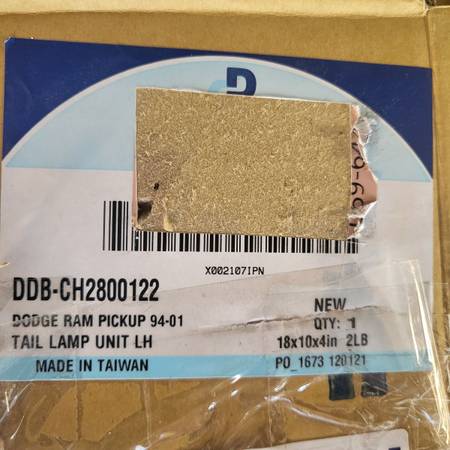 D
X002107IPN
DDB-CH2800122
DODGE RAM PICKUP 94-01
TAIL LAMP UNIT LH
MADE IN TAIWAN
NEW
QTY: 1
18x10x4in 2LB
PO_1673 120121